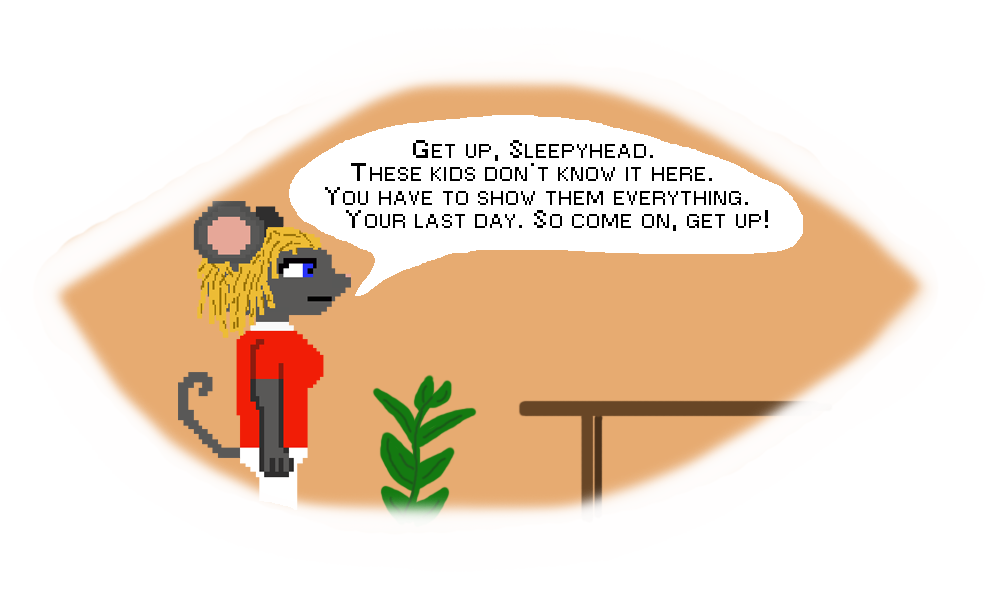 Get up, Sleepyhead.
These kids don't know it here.
You have to show them everything.
Your last day. So come on, get up!